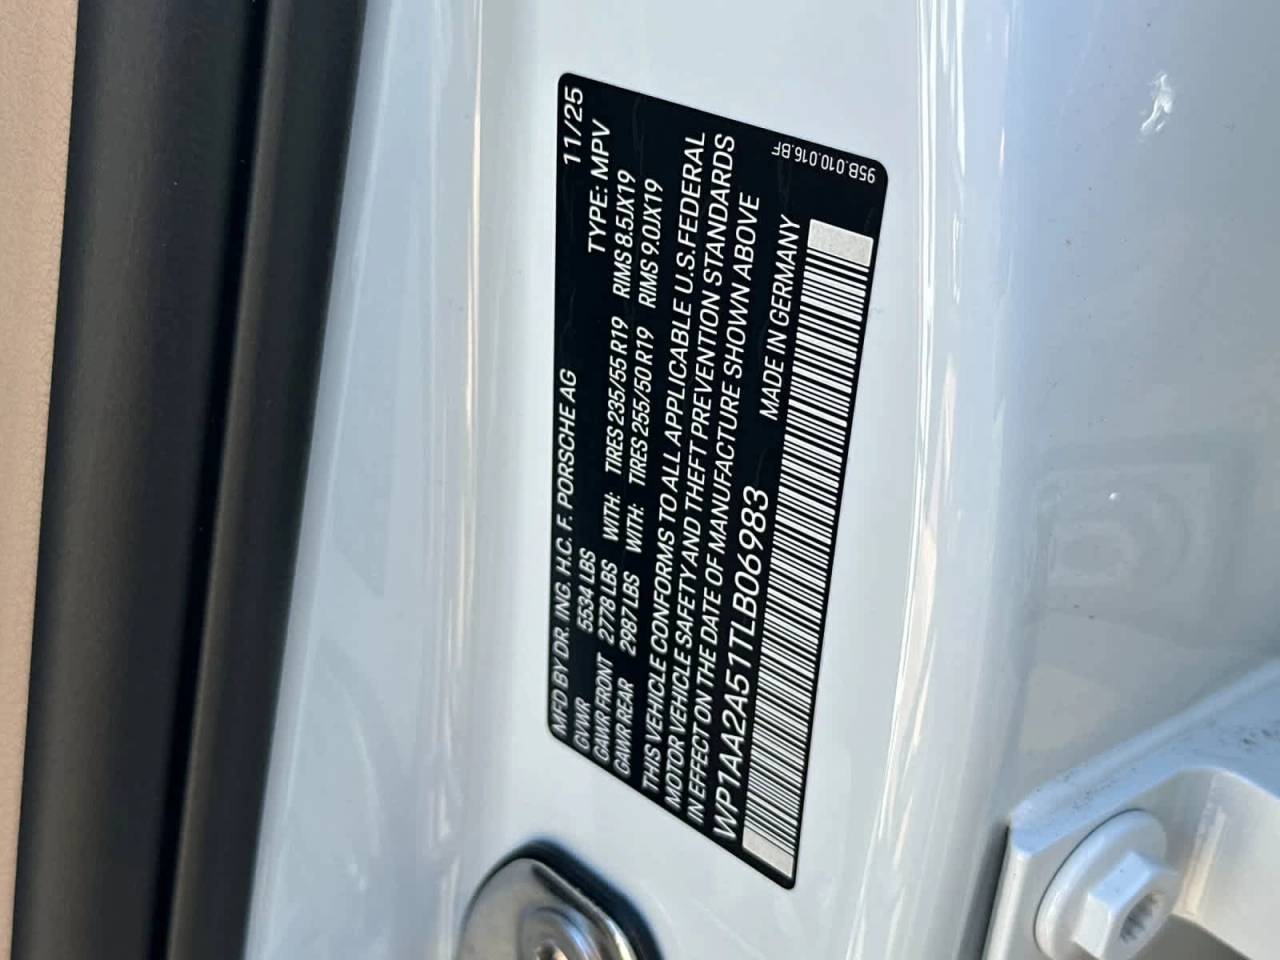 MFD BY DR. ING. H.C. F. PORSCHE AG 11/25
GVWR 5534 LBS TYPE: MPV
GAWR FRONT 2778 LBS WITH: TIRES 235/55 R19 RIMS 8.5JX19
GAWR REAR 2987 LBS WITH: TIRES 255/50 R19 RIMS 9.0JX19
THIS VEHICLE CONFORMS TO ALL APPLICABLE U.S.FEDERAL
MOTOR VEHICLE SAFETY AND THEFT PREVENTION STANDARDS
IN EFFECT ON THE DATE OF MANUFACTURE SHOWN ABOVE
WP1AA2A51TLB06983 MADE IN GERMANY
95B.010.016.BF